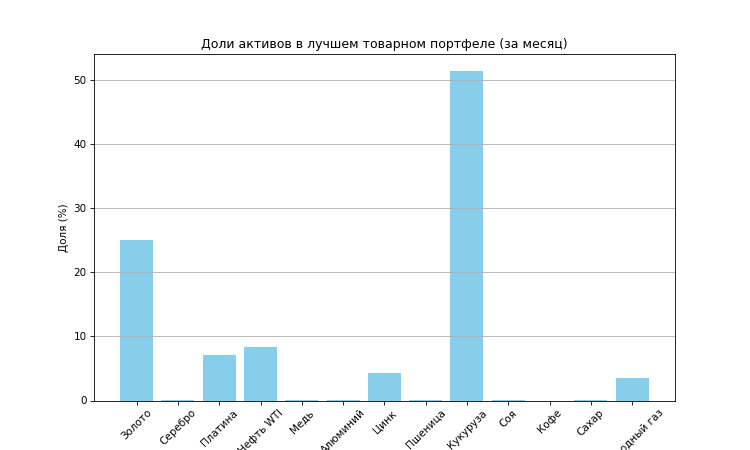 Доли активов в лучшем товарном портфеле (за месяц)
Доля (%)
50
40
30
20
10
0
Золото
Серебро
Платина
Нефть WTI
Медь
Алюминий
Цинк
Пшеница
Кукуруза
Соя
Кофе
Сахар
газ